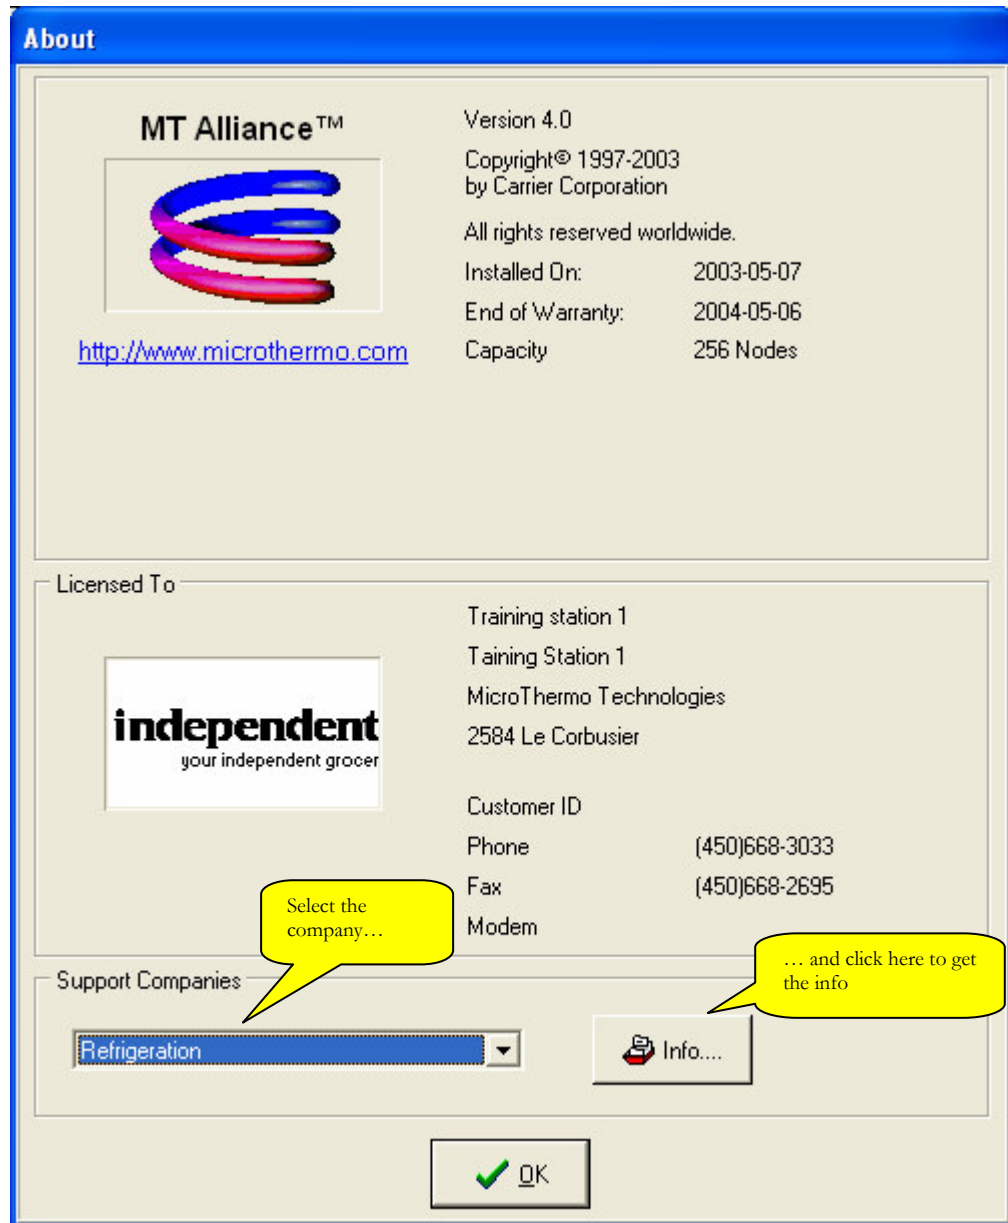 About
MT Alliance™
http://www.microthermo.com
Version 4.0
Copyright© 1997-2003
by Carrier Corporation
All rights reserved worldwide.
Installed On: 2003-05-07
End of Warranty: 2004-05-06
Capacity 256 Nodes
Licensed To
independent
your independent grocer
Training station 1
Taining Station 1
MicroThermo Technologies
2584 Le Corbusier
Customer ID
Phone (450)668-3033
Fax (450)668-2695
Modem
Select the
company…
… and click here to get
the info
Support Companies
Refrigeration
Info....
OK